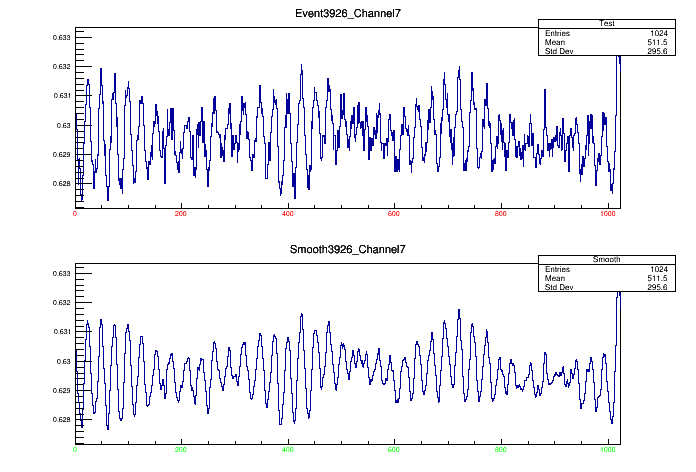 Event3926_Channel7
Test
Entries 1024
Mean 511.5
Std Dev 295.6
0.633
0.632
0.631
0.63
0.629
0.628
0 200 400 600 800 1000
Smooth3926_Channel7
Smooth
Entries 1024
Mean 511.5
Std Dev 295.6
0.633
0.632
0.631
0.63
0.629
0.628
0 200 400 600 800 1000